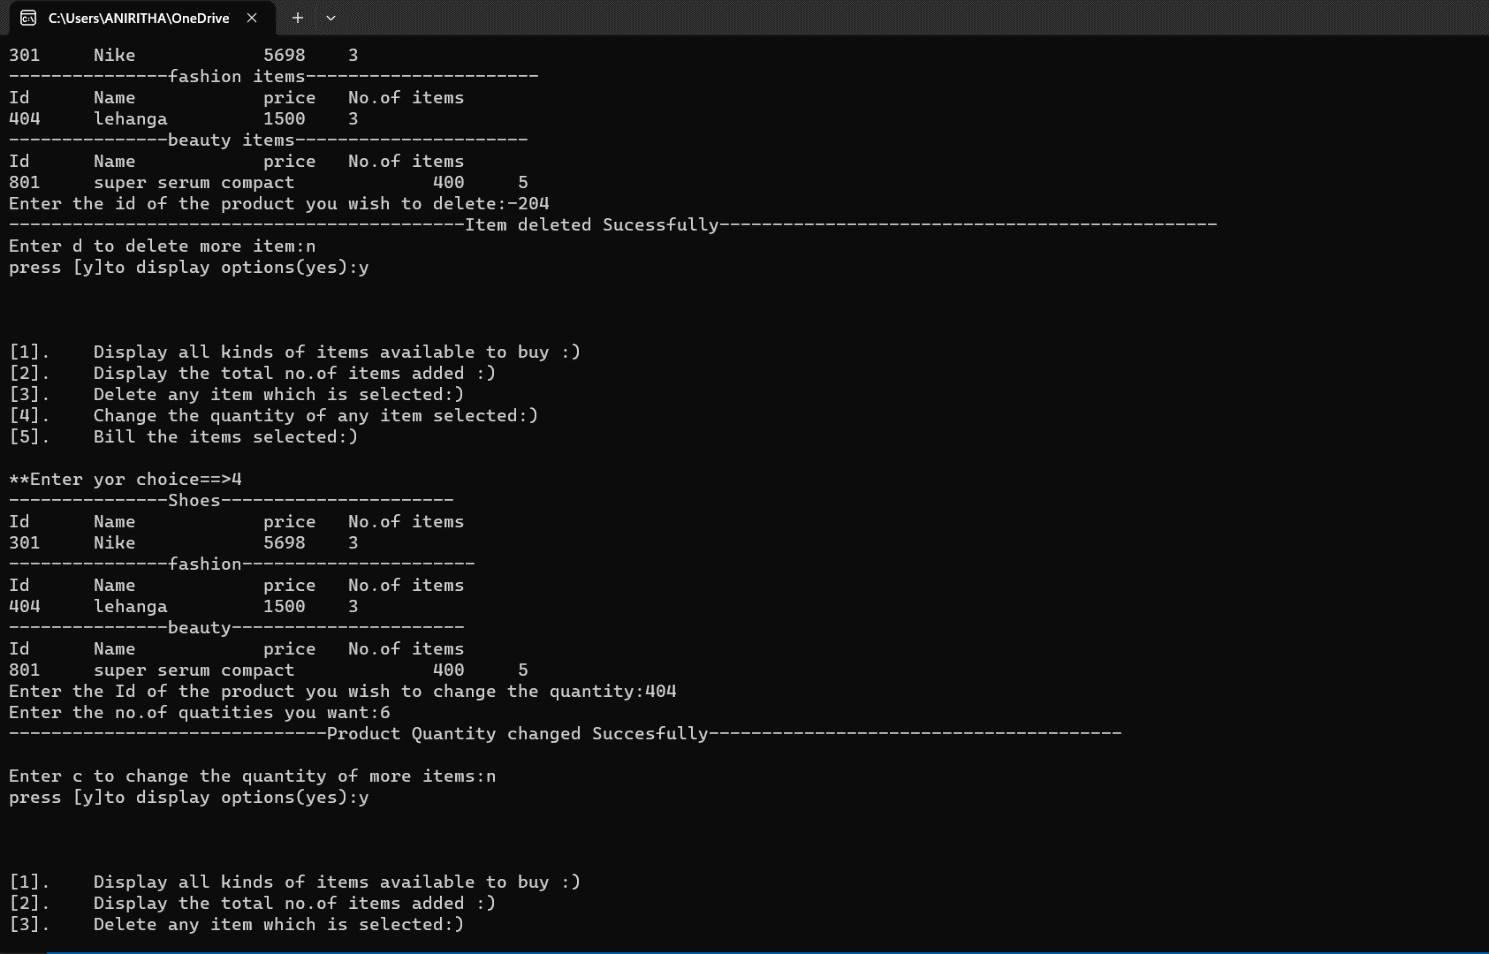 C:\Users\ANIRITHA\OneDrive
301     Nike            5698    3
---------------fashion items----------------------
Id      Name            price   No.of items
404     lehanga         1500    3
---------------beauty items----------------------
Id      Name            price   No.of items
801     super serum compact             400     5
Enter the id of the product you wish to delete:-204
-------------------------------------------Item deleted Sucessfully-----------------------------------------------
Enter d to delete more item:n
press [y]to display options(yes):y
[1].    Display all kinds of items available to buy :)
[2].    Display the total no.of items added :)
[3].    Delete any item which is selected:)
[4].    Change the quantity of any item selected:)
[5].    Bill the items selected:)
**Enter yor choice==>4
---------------Shoes----------------------
Id      Name            price   No.of items
301     Nike            5698    3
---------------fashion----------------------
Id      Name            price   No.of items
404     lehanga         1500    3
---------------beauty----------------------
Id      Name            price   No.of items
801     super serum compact             400     5
Enter the Id of the product you wish to change the quantity:404
Enter the no.of quatities you want:6
------------------------------Product Quantity changed Succesfully---------------------------------------
Enter c to change the quantity of more items:n
press [y]to display options(yes):y
[1].    Display all kinds of items available to buy :)
[2].    Display the total no.of items added :)
[3].    Delete any item which is selected:)